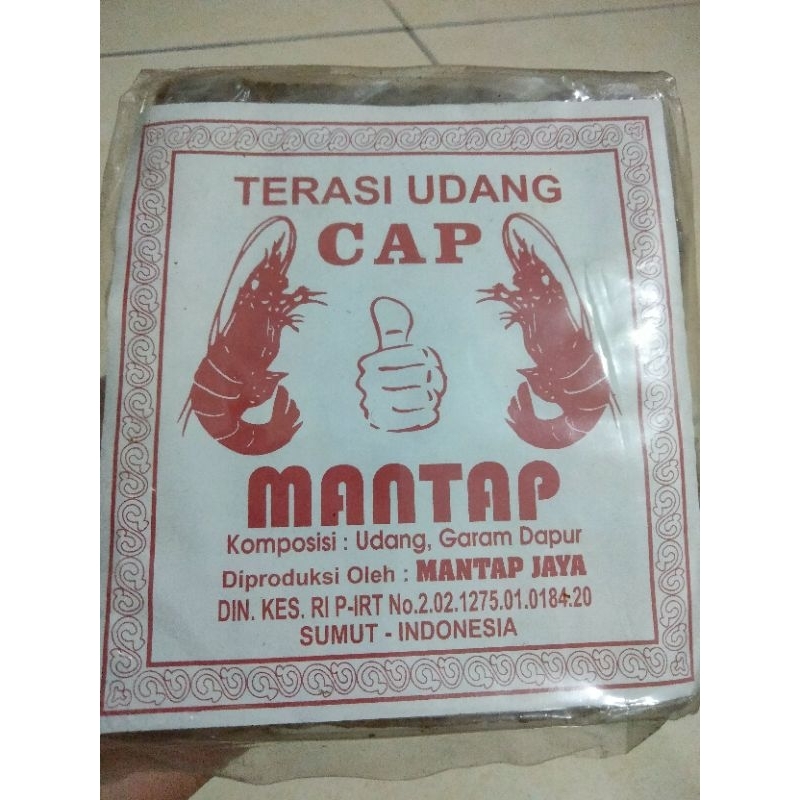 TERASI UDANG
CAP
MANTAP
Komposisi : Udang, Garam Dapur
Diproduksi Oleh : MANTAP JAYA
DIN. KES. RI P-IRT No.2.02.1275.01.0184.20
SUMUT - INDONESIA